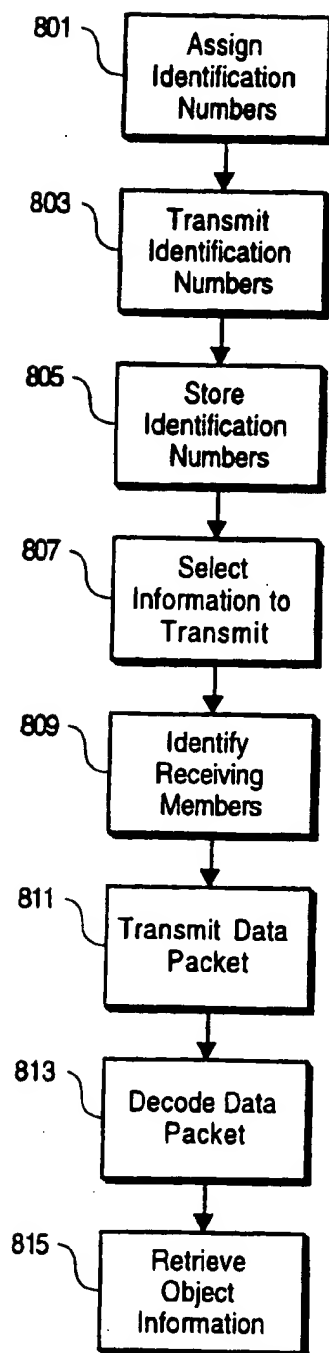 801
Assign
Identification
Numbers
803
Transmit
Identification
Numbers
805
Store
Identification
Numbers
807
Select
Information to
Transmit
809
Identify
Receiving
Members
811
Transmit Data
Packet
813
Decode Data
Packet
815
Retrieve
Object
Information